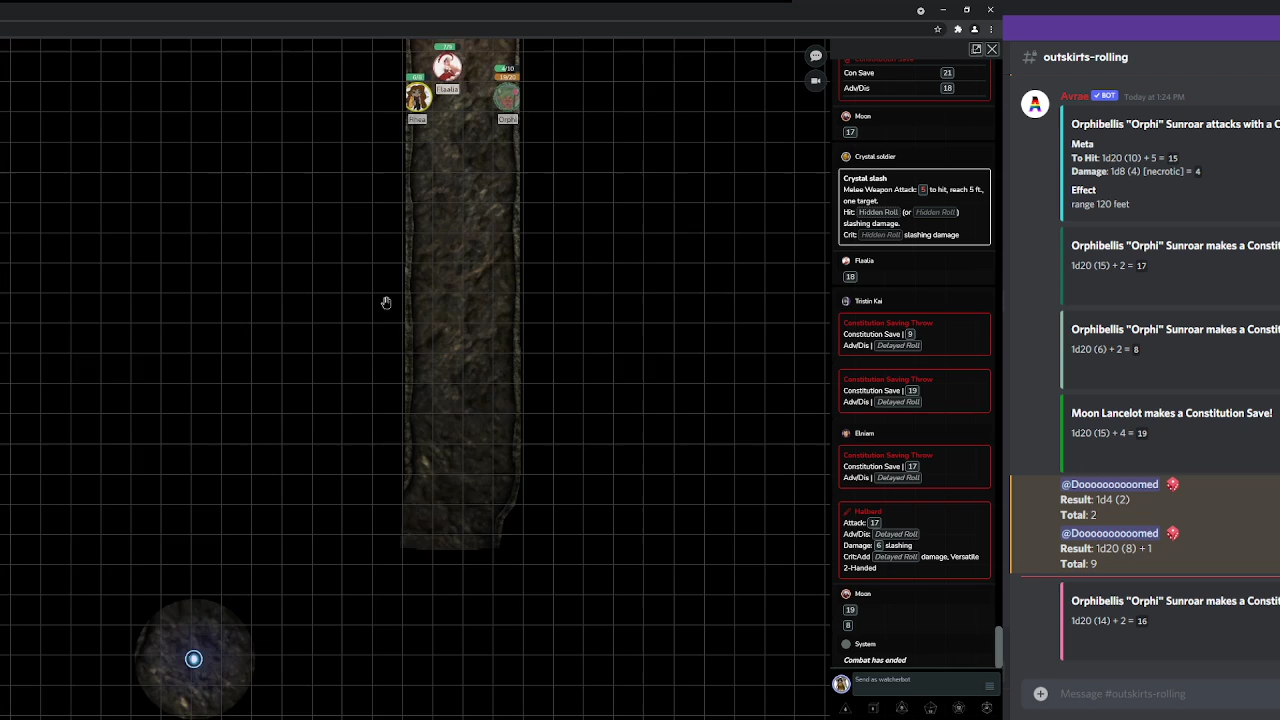 7/9
Flaalia
6/8
Rhea
4/10
19/20
Orphi
Con Save 21
Adv/Dis 18
Moon
17
Crystal soldier
Crystal slash
Melee Weapon Attack: 5 to hit, reach 5 ft.,
one target.
Hit: Hidden Roll (or Hidden Roll)
slashing damage.
Crit: Hidden Roll slashing damage
Flaalia
18
Tristin Kai
Constitution Saving Throw
Constitution Save | 9
Adv/Dis | Delayed Roll
Constitution Saving Throw
Constitution Save | 19
Adv/Dis | Delayed Roll
Elniam
Constitution Saving Throw
Constitution Save | 17
Adv/Dis | Delayed Roll
Halberd
Attack: 17
Adv/Dis: Delayed Roll
Damage: 6 slashing
Crit:Add Delayed Roll damage, Versatile
2-Handed
Moon
19
8
System
Combat has ended
Send as watcherbot
outskirts-rolling
Avrae ✓ BOT Today at 1:24 PM
Orphibellis "Orphi" Sunroar attacks with a C
Meta
To Hit: 1d20 (10) + 5 = 15
Damage: 1d8 (4) [necrotic] = 4
Effect
range 120 feet
Orphibellis "Orphi" Sunroar makes a Constit
1d20 (15) + 2 = 17
Orphibellis "Orphi" Sunroar makes a Constit
1d20 (6) + 2 = 8
Moon Lancelot makes a Constitution Save!
1d20 (15) + 4 = 19
@Doooooooooomed
Result: 1d4 (2)
Total: 2
@Doooooooooomed
Result: 1d20 (8) + 1
Total: 9
Orphibellis "Orphi" Sunroar makes a Constit
1d20 (14) + 2 = 16
Message #outskirts-rolling